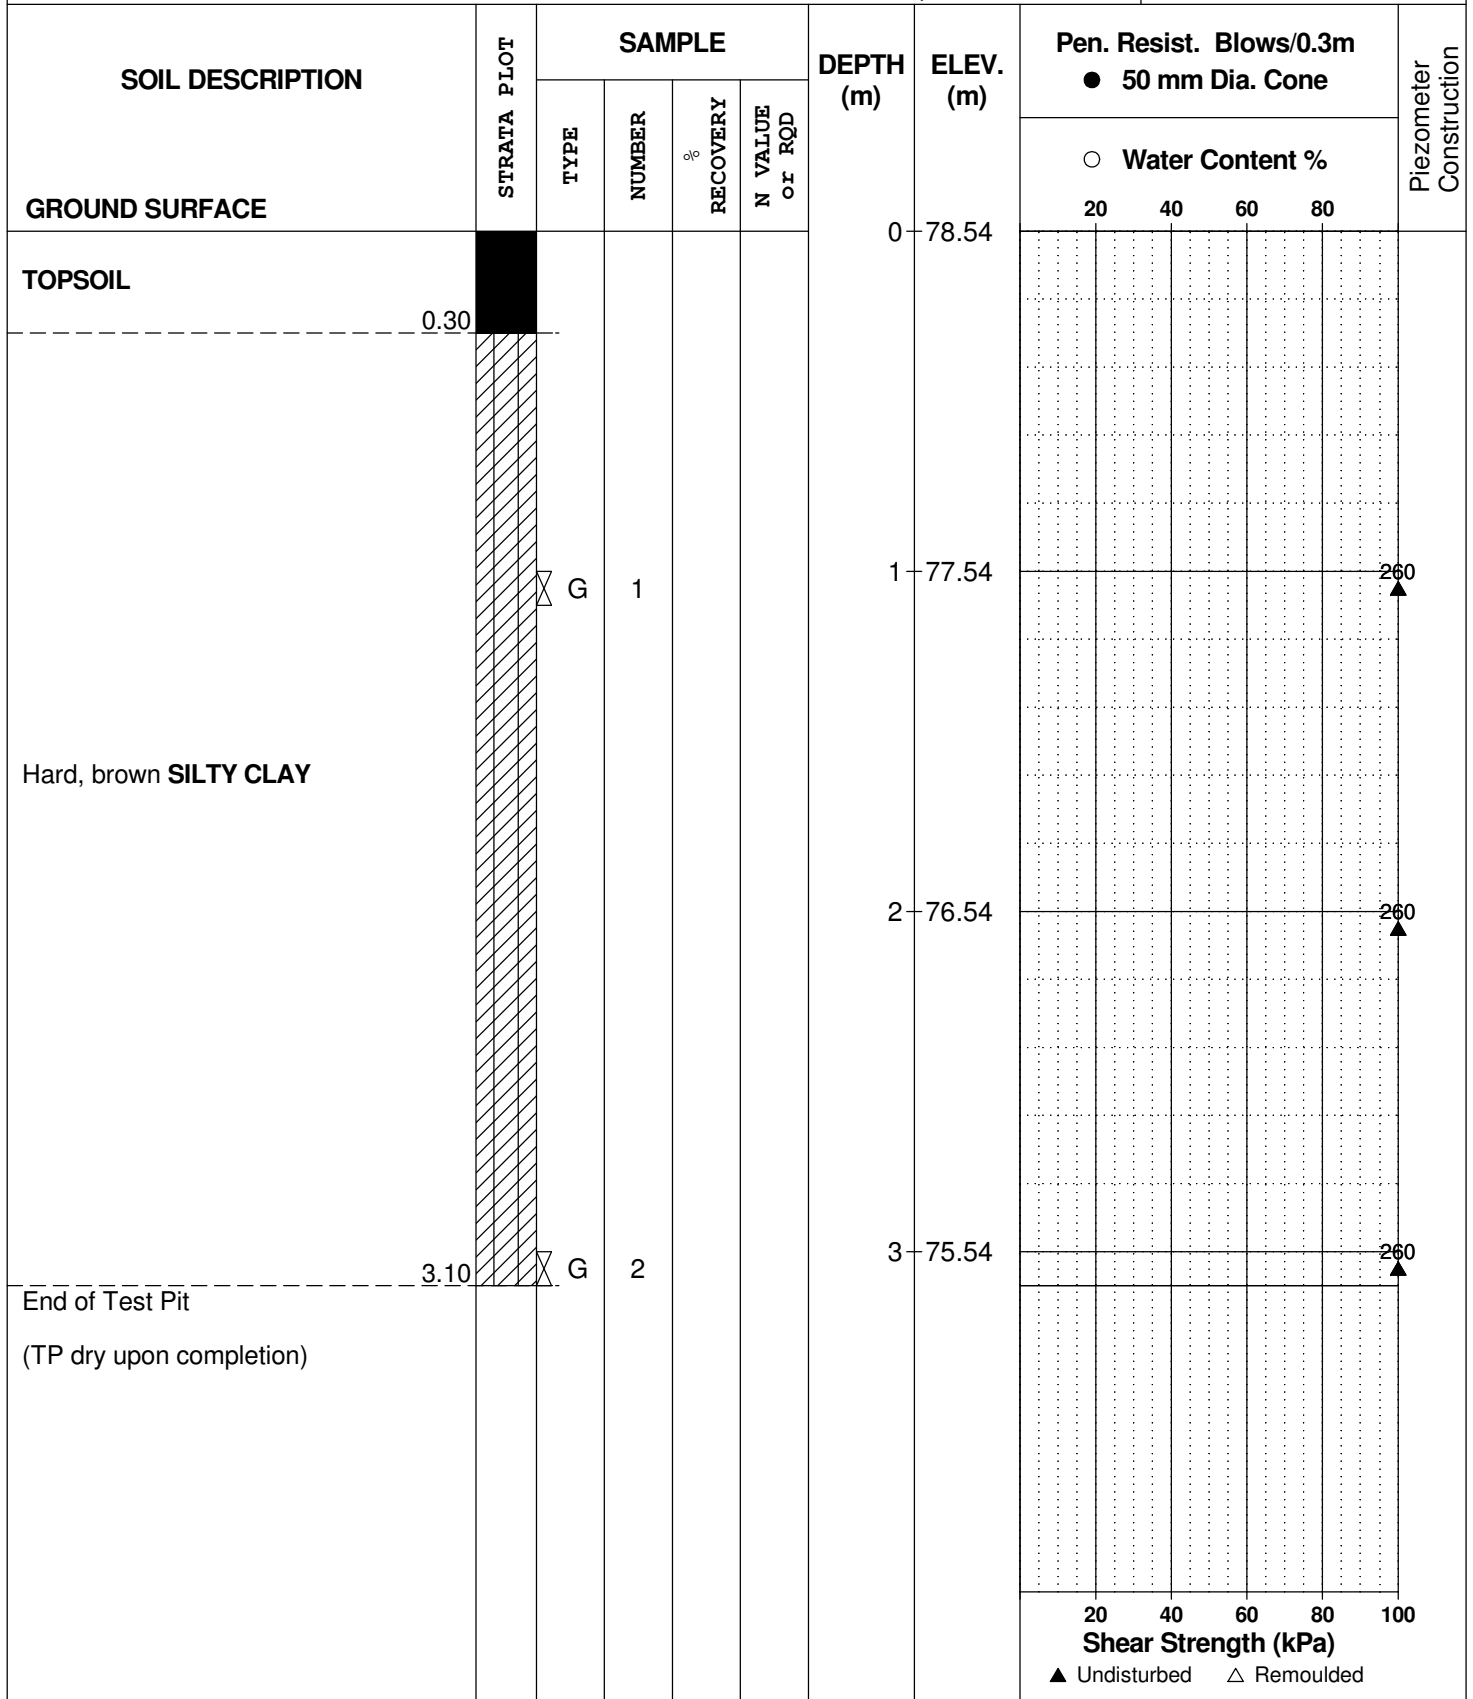 SOIL DESCRIPTION
GROUND SURFACE
STRATA PLOT
SAMPLE
TYPE
NUMBER
%
RECOVERY
N VALUE
or RQD
DEPTH
(m)
ELEV.
(m)
Pen. Resist. Blows/0.3m
● 50 mm Dia. Cone
○ Water Content %
20 40 60 80
Piezometer
Construction
0 78.54
TOPSOIL
0.30
1 77.54
260
G 1
Hard, brown SILTY CLAY
2 76.54
260
3 75.54
260
G 2
3.10
End of Test Pit
(TP dry upon completion)
20 40 60 80 100
Shear Strength (kPa)
▲ Undisturbed △ Remoulded